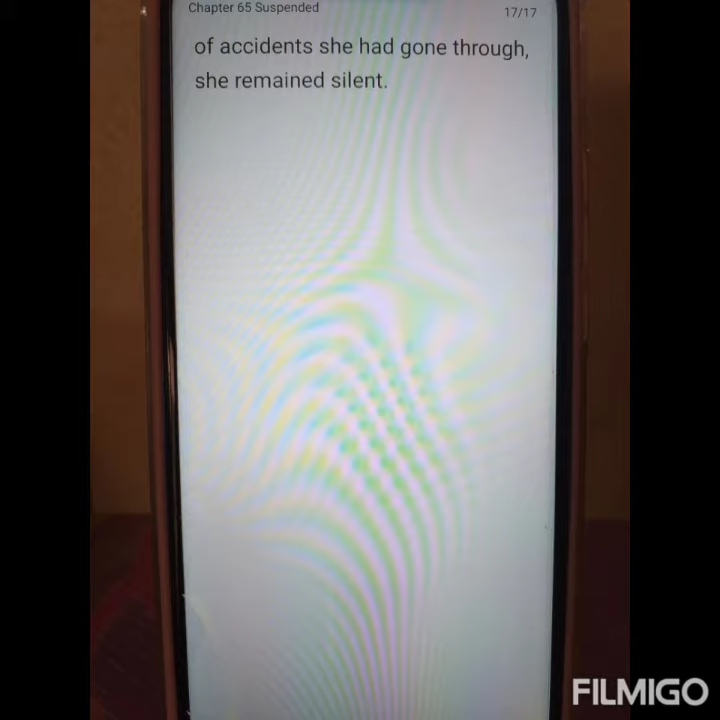 Chapter 65 Suspended
17/17
of accidents she had gone through,
she remained silent.
FILMIGO